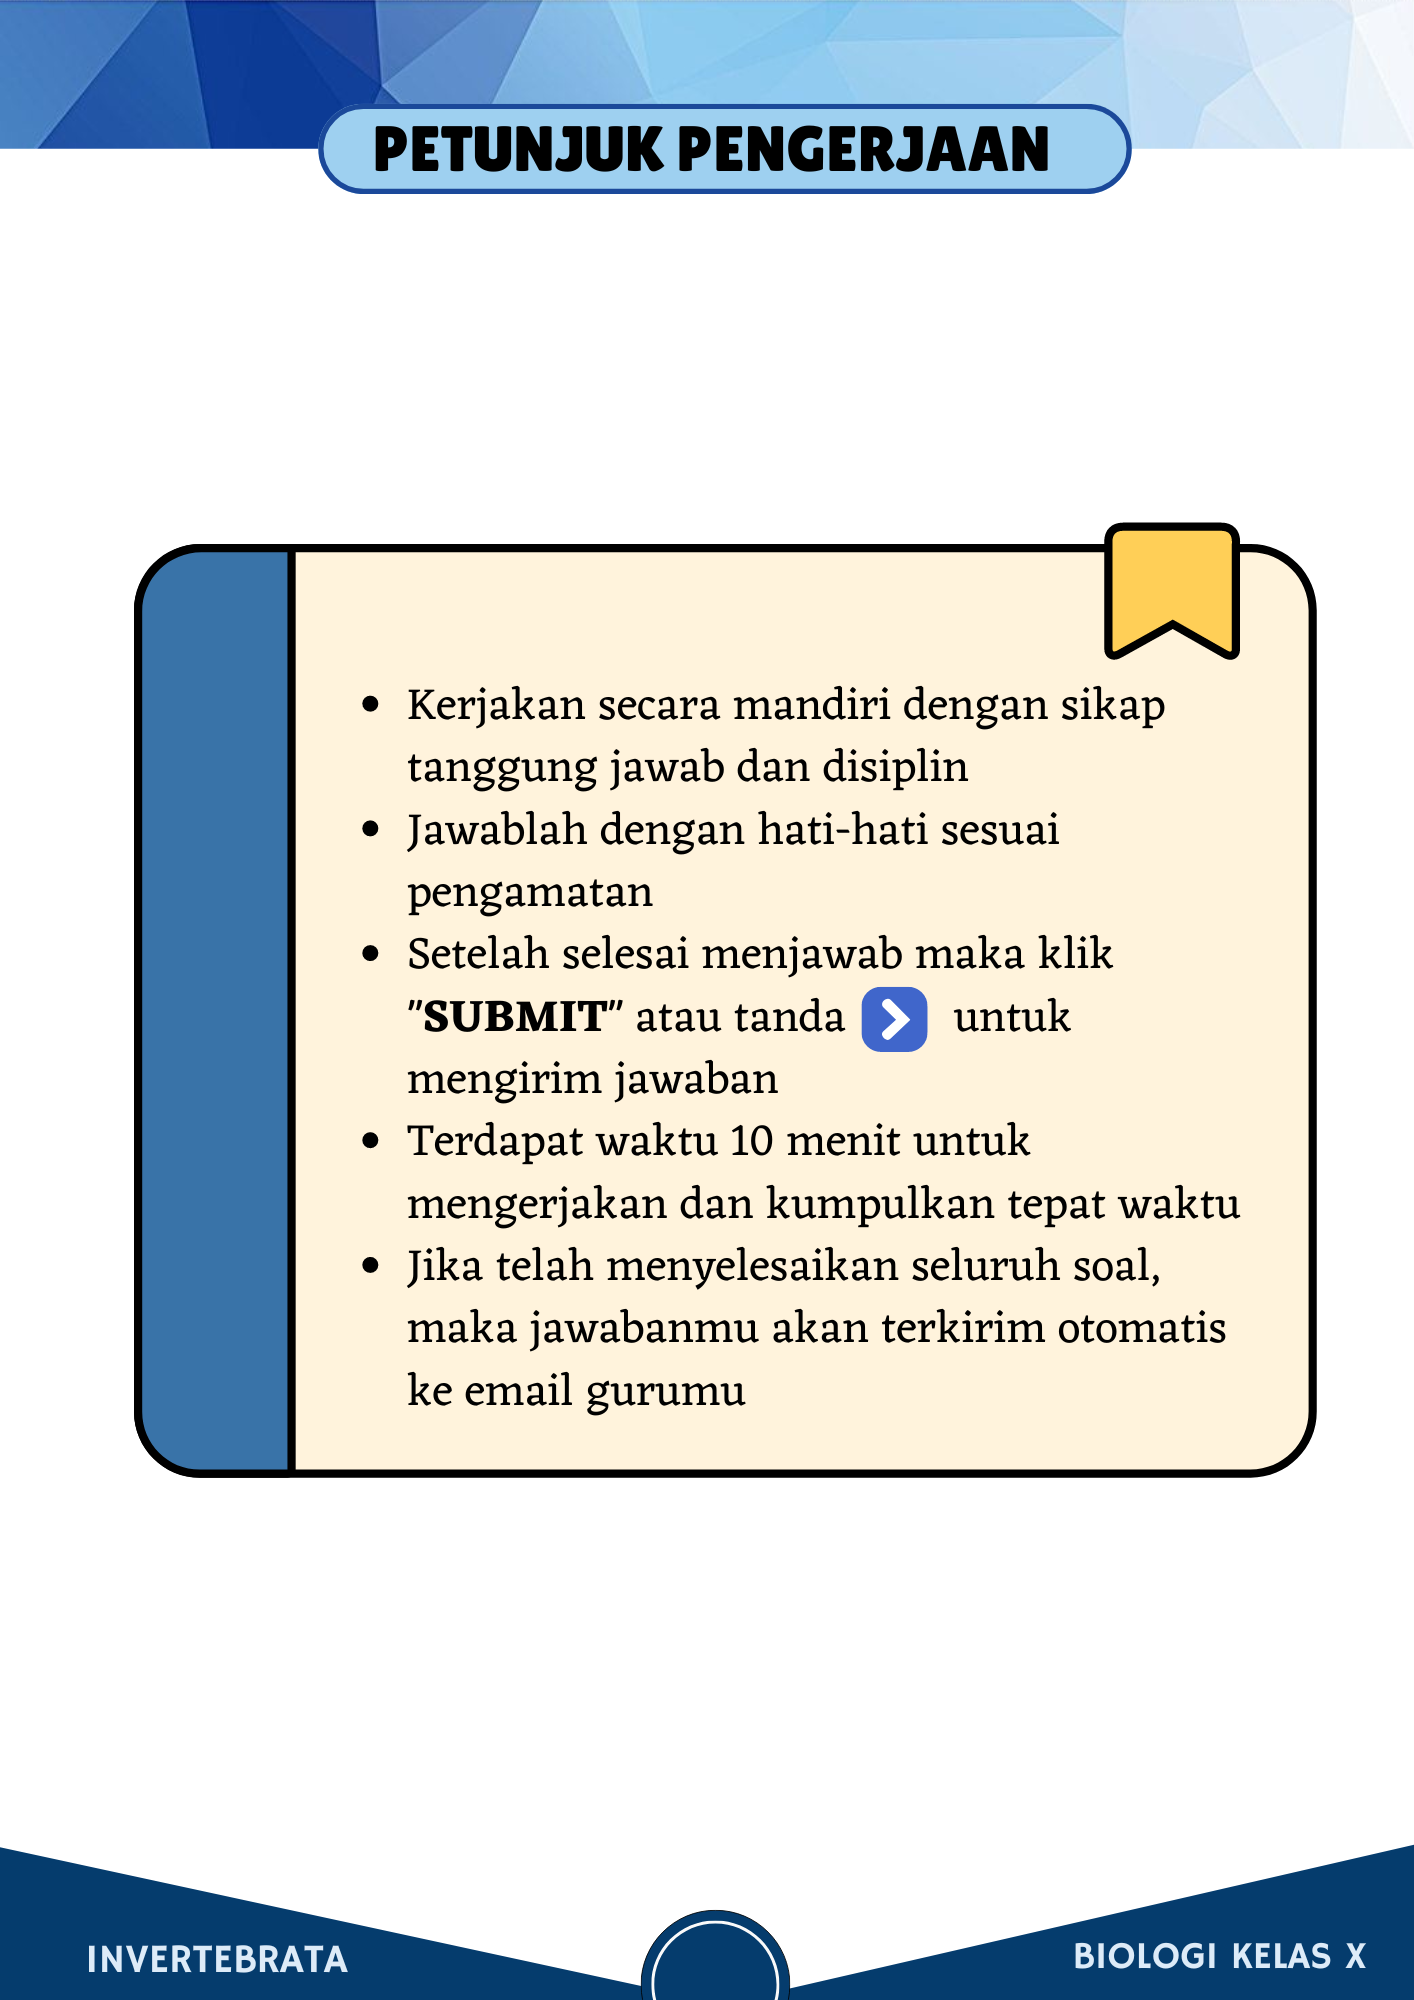 PETUNJUK PENGERJAAN
• Kerjakan secara mandiri dengan sikap
tanggung jawab dan disiplin
• Jawablah dengan hati-hati sesuai
pengamatan
• Setelah selesai menjawab maka klik
"SUBMIT" atau tanda untuk
mengirim jawaban
• Terdapat waktu 10 menit untuk
mengerjakan dan kumpulkan tepat waktu
• Jika telah menyelesaikan seluruh soal,
maka jawabanmu akan terkirim otomatis
ke email gurumu
INVERTEBRATA
BIOLOGI KELAS X